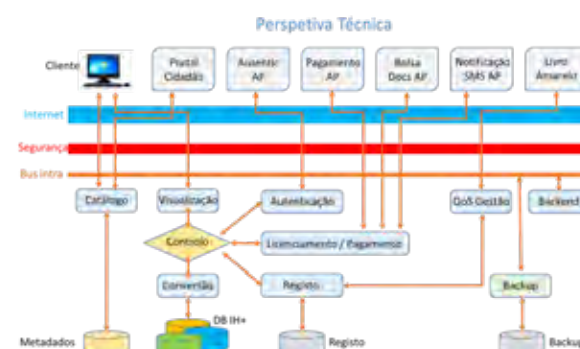 Perspetiva Técnica
Cliente
Portal
Cidadão
Autentic
AP
Pagamento
AP
Bolsa
Docs AP
Notificação
SMS AP
Livro
Amarelo
Internet
Segurança
Bus intra
Catálogo
Visualização
Autenticação
QoS Gestão
Backend
Controlo
Licenciamento / Pagamento
Conversão
Registo
Backup
DB IH+
Metadados
Registo
Backup